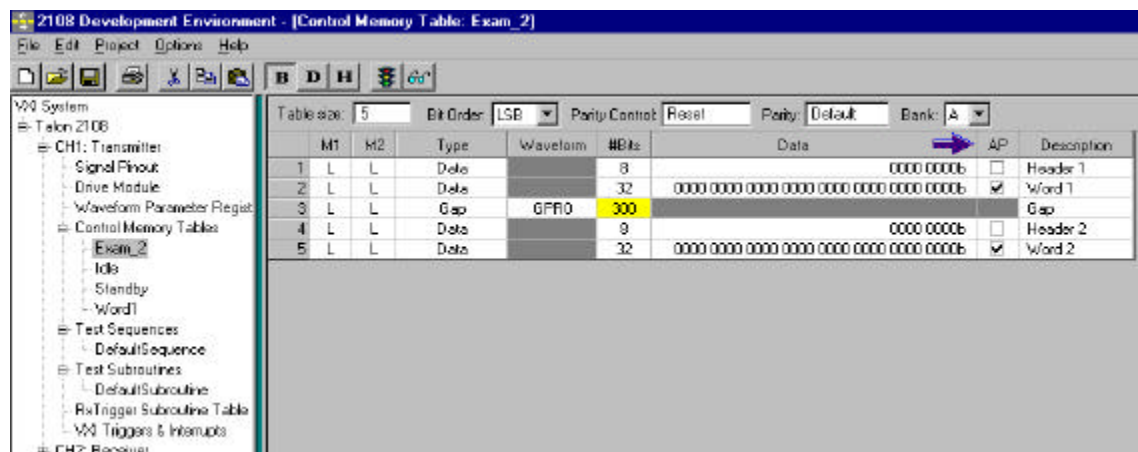 2108 Development Environment - [Control Memory Table: Exam_2]
File Edit Project Options Help
B D H
Table size: 5 Bit Order: LSB Parity Control: Reset Parity: Default Bank: A
M1 M2 Type Waveform #Bits Data AP Description
1 L L Data 8 0000 0000b Header 1
2 L L Data 32 0000 0000 0000 0000 0000 0000 0000 0000b Word 1
3 L L Gap GPR0 300 Gap
4 L L Data 8 0000 0000b Header 2
5 L L Data 32 0000 0000 0000 0000 0000 0000 0000 0000b Word 2
VXI System
Talon 2108
CH1: Transmitter
Signal Pinout
Drive Module
Waveform Parameter Regist
Control Memory Tables
Exam_2
Idle
Standby
Word1
Test Sequences
DefaultSequence
Test Subroutines
DefaultSubroutine
RxTrigger Subroutine Table
VXI Triggers & Interrupts
CH2: Receiver